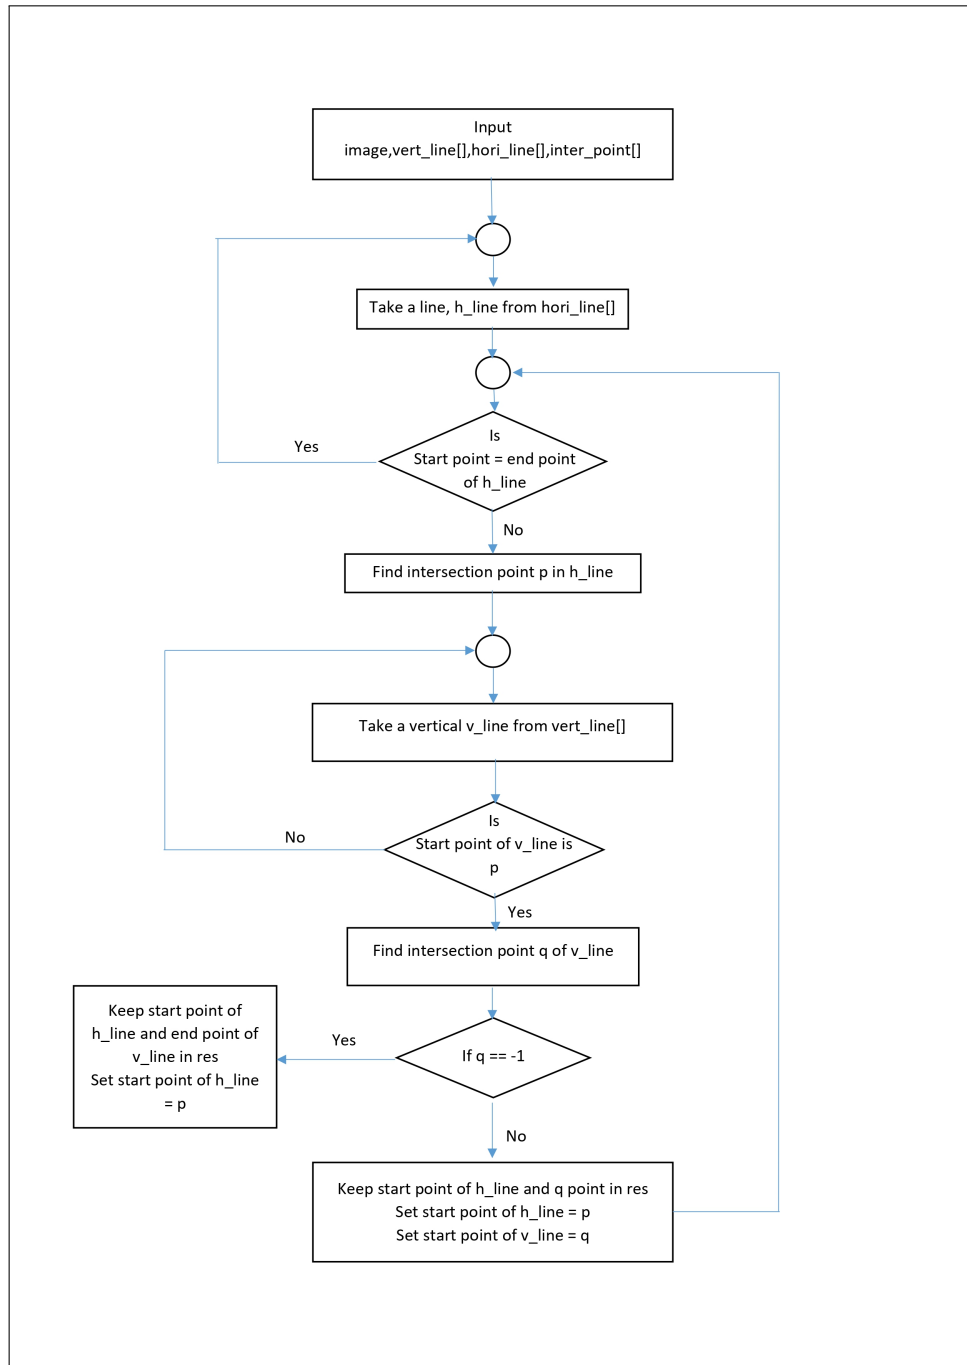 Input
image,vert_line[],hori_line[],inter_point[]
Take a line, h_line from hori_line[]
Is
Start point = end point
of h_line
Yes
No
Find intersection point p in h_line
Take a vertical v_line from vert_line[]
Is
Start point of v_line is
p
No
Yes
Find intersection point q of v_line
If q == -1
Yes
Keep start point of
h_line and end point of
v_line in res
Set start point of h_line
= p
No
Keep start point of h_line and q point in res
Set start point of h_line = p
Set start point of v_line = q